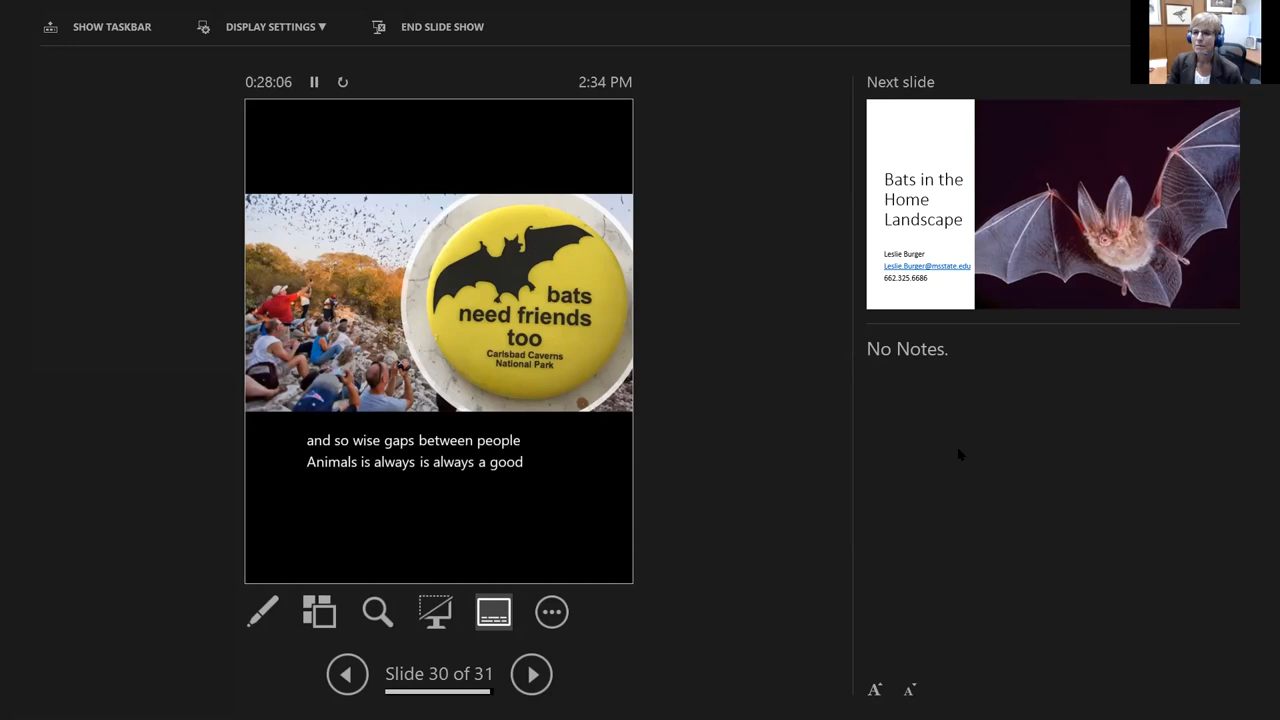 SHOW TASKBAR
DISPLAY SETTINGS ▼
END SLIDE SHOW
0:28:06
2:34 PM
bats
need friends
too
Carlsbad Caverns
National Park
and so wise gaps between people
Animals is always is always a good
Slide 30 of 31
Next slide
Bats in the
Home
Landscape
Leslie Burger
Leslie.Burger@msstate.edu
662.325.6686
No Notes.
A A